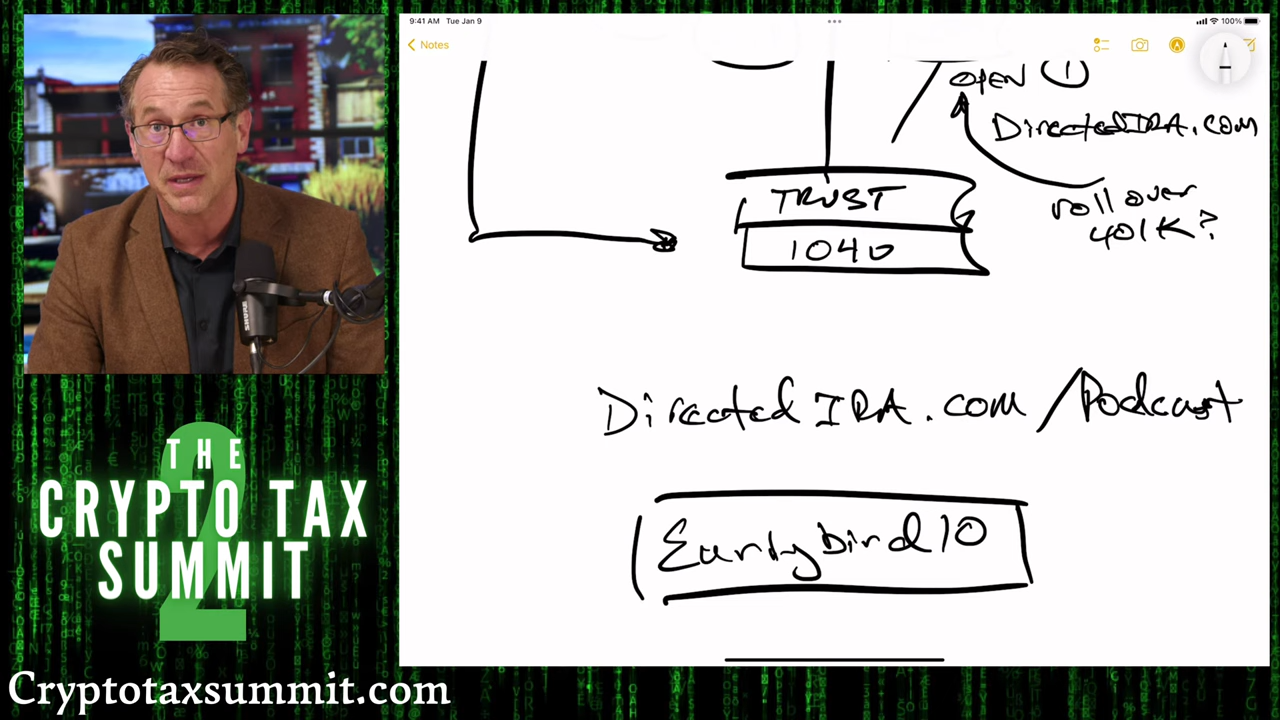 9:41 AM Tue Jan 9
100%
Notes
OPEN 1
DirectedIRA.com
roll over
401K?
TRUST
1040
DirectedIRA.com/Podcast
Earlybird10
SHURE
2
THE
CRYPTO TAX
SUMMIT
Cryptotaxsummit.com